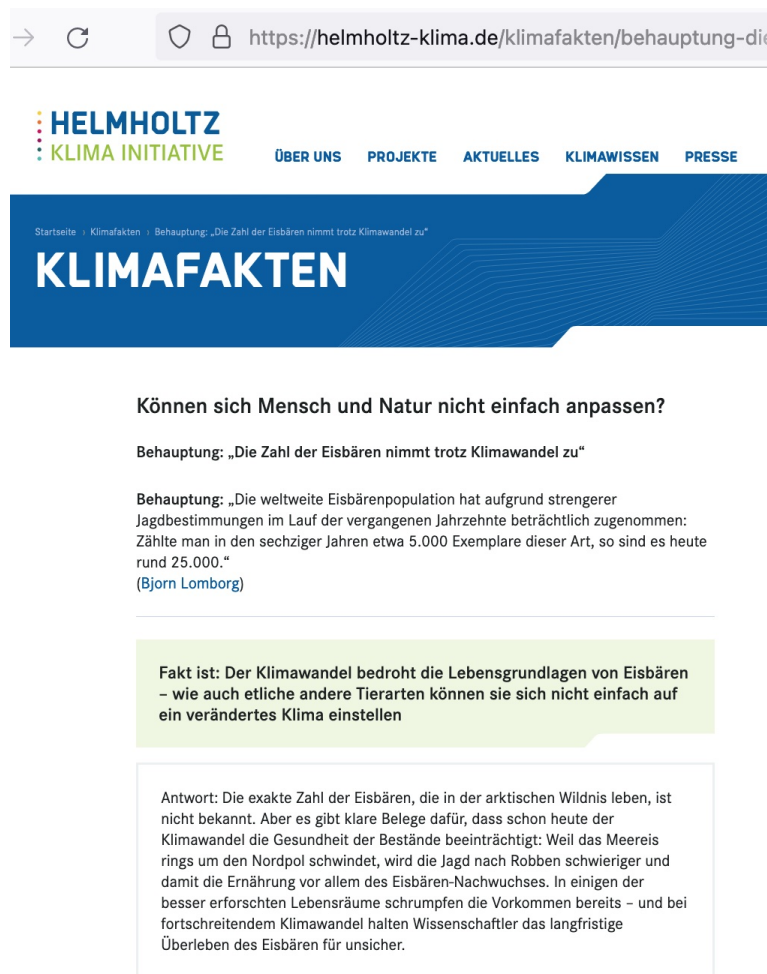 https://helmholtz-klima.de/klimafakten/behauptung-die
HELMHOLTZ
KLIMA INITIATIVE
ÜBER UNS PROJEKTE AKTUELLES KLIMAWISSEN PRESSE
Startseite › Klimafakten › Behauptung: „Die Zahl der Eisbären nimmt trotz Klimawandel zu“
KLIMAFAKTEN
Können sich Mensch und Natur nicht einfach anpassen?
Behauptung: „Die Zahl der Eisbären nimmt trotz Klimawandel zu“
Behauptung: „Die weltweite Eisbärenpopulation hat aufgrund strengerer
Jagdbestimmungen im Lauf der vergangenen Jahrzehnte beträchtlich zugenommen:
Zählte man in den sechziger Jahren etwa 5.000 Exemplare dieser Art, so sind es heute
rund 25.000.“
(Bjorn Lomborg)
Fakt ist: Der Klimawandel bedroht die Lebensgrundlagen von Eisbären
– wie auch etliche andere Tierarten können sie sich nicht einfach auf
ein verändertes Klima einstellen
Antwort: Die exakte Zahl der Eisbären, die in der arktischen Wildnis leben, ist
nicht bekannt. Aber es gibt klare Belege dafür, dass schon heute der
Klimawandel die Gesundheit der Bestände beeinträchtigt: Weil das Meereis
rings um den Nordpol schwindet, wird die Jagd nach Robben schwieriger und
damit die Ernährung vor allem des Eisbären-Nachwuchses. In einigen der
besser erforschten Lebensräume schrumpfen die Vorkommen bereits – und bei
fortschreitendem Klimawandel halten Wissenschaftler das langfristige
Überleben des Eisbären für unsicher.